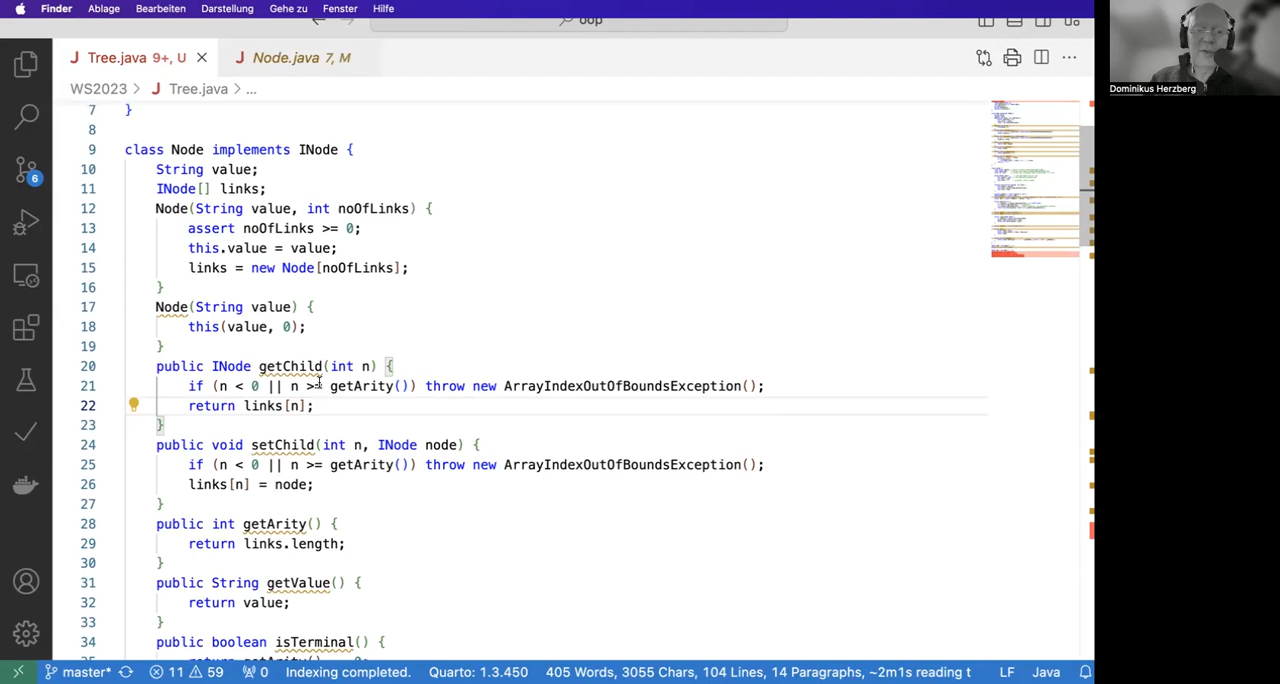 Finder Ablage Bearbeiten Darstellung Gehe zu Fenster Hilfe
oop
Tree.java 9+, U Node.java 7, M
WS2023 Tree.java ...
7 }
8
9 class Node implements INode {
10 String value;
11 INode[] links;
12 Node(String value, int noOfLinks) {
13 assert noOfLinks >= 0;
14 this.value = value;
15 links = new Node[noOfLinks];
16 }
17 Node(String value) {
18 this(value, 0);
19 }
20 public INode getChild(int n) {
21 if (n < 0 || n >= getArity()) throw new ArrayIndexOutOfBoundsException();
22 return links[n];
23 }
24 public void setChild(int n, INode node) {
25 if (n < 0 || n >= getArity()) throw new ArrayIndexOutOfBoundsException();
26 links[n] = node;
27 }
28 public int getArity() {
29 return links.length;
30 }
31 public String getValue() {
32 return value;
33 }
34 public boolean isTerminal() {
6
master* 11 59 0 Indexing completed. Quarto: 1.3.450 405 Words, 3055 Chars, 104 Lines, 14 Paragraphs, ~2m1s reading t LF Java
Dominikus Herzberg